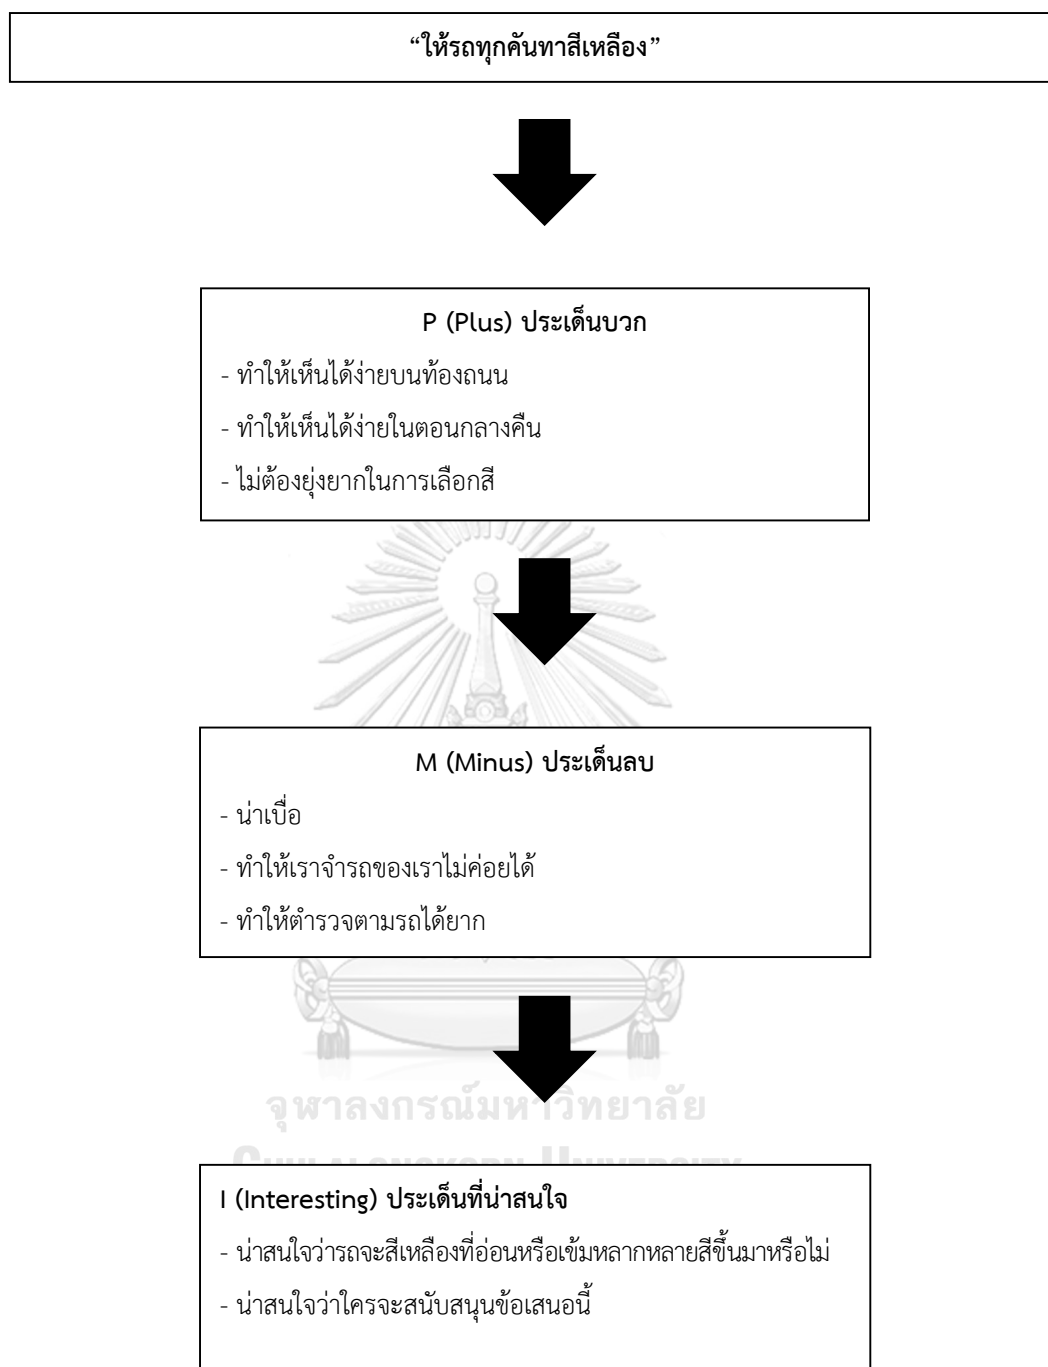 “ให้รถทุกคันทาสีเหลือง”
P (Plus) ประเด็นบวก
- ทำให้เห็นได้ง่ายบนท้องถนน
- ทำให้เห็นได้ง่ายในตอนกลางคืน
- ไม่ต้องยุ่งยากในการเลือกสี
M (Minus) ประเด็นลบ
- น่าเบื่อ
- ทำให้เราจำรถของเราไม่ค่อยได้
- ทำให้ตำรวจตามรถได้ยาก
จุฬาลงกรณ์มหาวิทยาลัย
CHULALONGKORN UNIVERSITY
I (Interesting) ประเด็นที่น่าสนใจ
- น่าสนใจว่ารถจะสีเหลืองที่อ่อนหรือเข้มหลากหลายสีขึ้นมาหรือไม่
- น่าสนใจว่าใครจะสนับสนุนข้อเสนอนี้